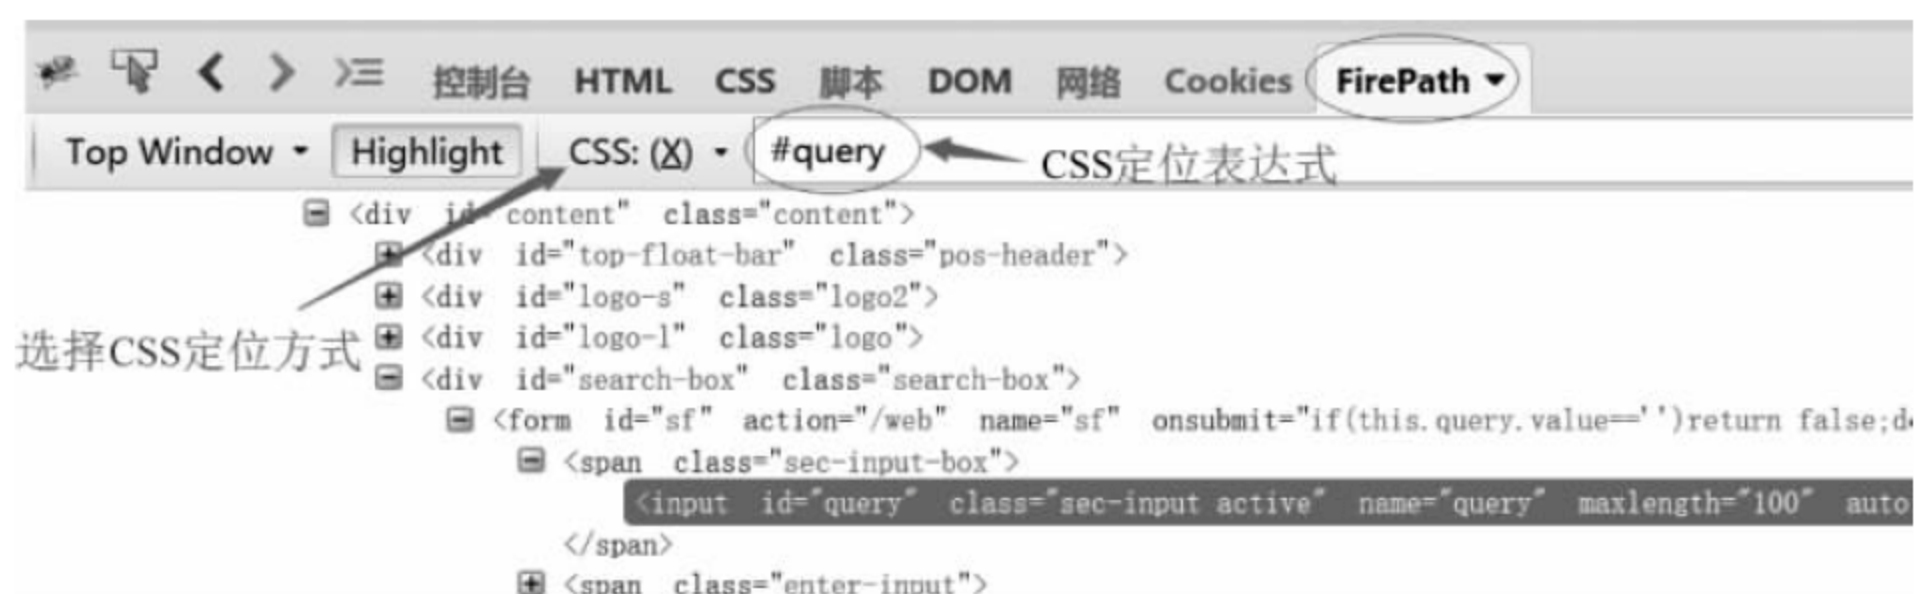 控制台 HTML CSS 脚本 DOM 网络 Cookies FirePath
Top Window Highlight CSS: (X) #query CSS定位表达式
<div id="content" class="content">
<div id="top-float-bar" class="pos-header">
<div id="logo-s" class="logo2">
选择CSS定位方式 <div id="logo-l" class="logo">
<div id="search-box" class="search-box">
<form id="sf" action="/web" name="sf" onsubmit="if(this.query.value=='')return false;d
<span class="sec-input-box">
<input id="query" class="sec-input active" name="query" maxlength="100" auto
</span>
<span class="enter-input">